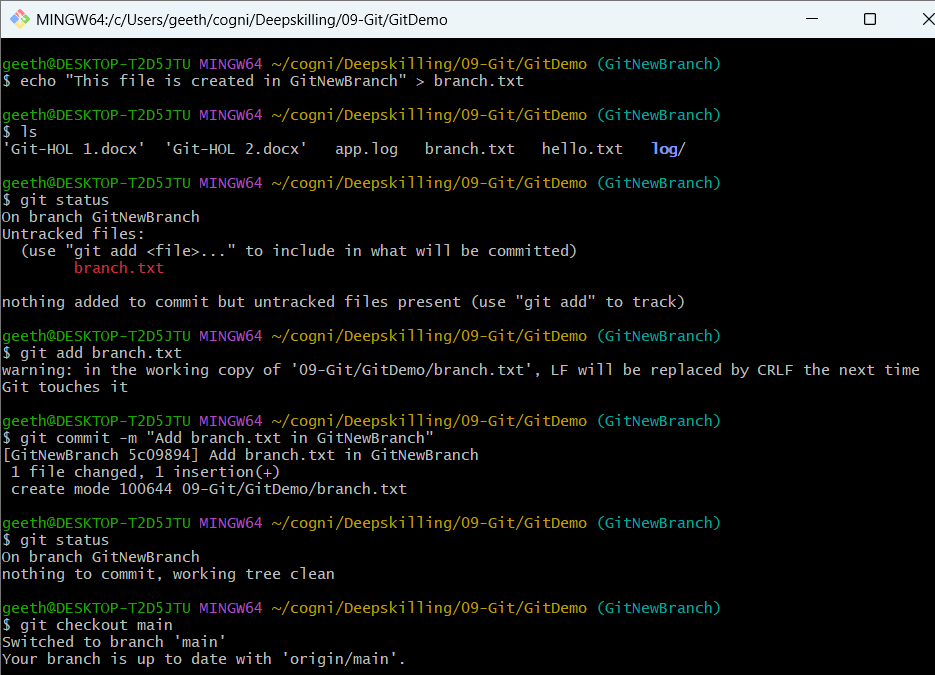 MINGW64:/c/Users/geeth/cogni/Deepskilling/09-Git/GitDemo
geeth@DESKTOP-T2D5JTU MINGW64 ~/cogni/Deepskilling/09-Git/GitDemo (GitNewBranch)
$ echo "This file is created in GitNewBranch" > branch.txt
geeth@DESKTOP-T2D5JTU MINGW64 ~/cogni/Deepskilling/09-Git/GitDemo (GitNewBranch)
$ ls
'Git-HOL 1.docx'  'Git-HOL 2.docx'   app.log   branch.txt   hello.txt   log/
geeth@DESKTOP-T2D5JTU MINGW64 ~/cogni/Deepskilling/09-Git/GitDemo (GitNewBranch)
$ git status
On branch GitNewBranch
Untracked files:
  (use "git add <file>..." to include in what will be committed)
        branch.txt
nothing added to commit but untracked files present (use "git add" to track)
geeth@DESKTOP-T2D5JTU MINGW64 ~/cogni/Deepskilling/09-Git/GitDemo (GitNewBranch)
$ git add branch.txt
warning: in the working copy of '09-Git/GitDemo/branch.txt', LF will be replaced by CRLF the next time
Git touches it
geeth@DESKTOP-T2D5JTU MINGW64 ~/cogni/Deepskilling/09-Git/GitDemo (GitNewBranch)
$ git commit -m "Add branch.txt in GitNewBranch"
[GitNewBranch 5c09894] Add branch.txt in GitNewBranch
 1 file changed, 1 insertion(+)
 create mode 100644 09-Git/GitDemo/branch.txt
geeth@DESKTOP-T2D5JTU MINGW64 ~/cogni/Deepskilling/09-Git/GitDemo (GitNewBranch)
$ git status
On branch GitNewBranch
nothing to commit, working tree clean
geeth@DESKTOP-T2D5JTU MINGW64 ~/cogni/Deepskilling/09-Git/GitDemo (GitNewBranch)
$ git checkout main
Switched to branch 'main'
Your branch is up to date with 'origin/main'.